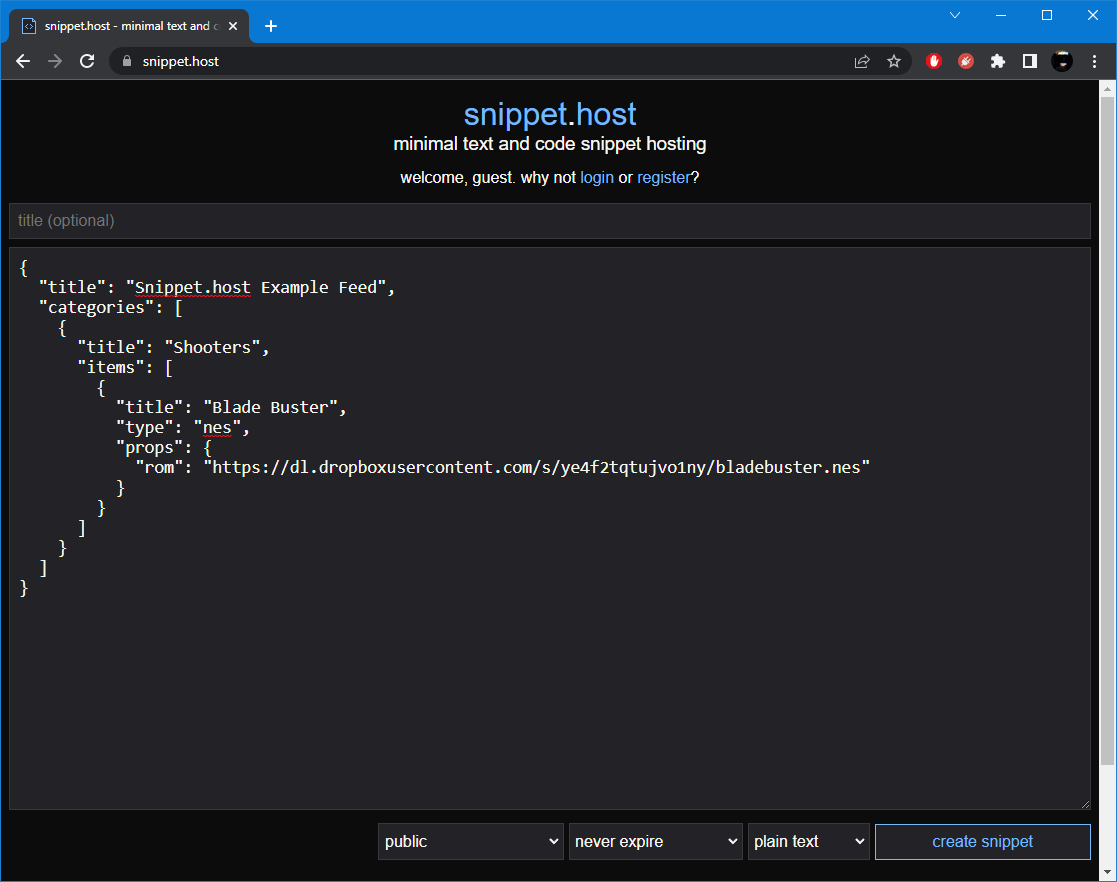 snippet.host - minimal text and c
snippet.host
snippet.host
minimal text and code snippet hosting
welcome, guest. why not login or register?
title (optional)
{
  "title": "Snippet.host Example Feed",
  "categories": [
    {
      "title": "Shooters",
      "items": [
        {
          "title": "Blade Buster",
          "type": "nes",
          "props": {
            "rom": "https://dl.dropboxusercontent.com/s/ye4f2tqtujvo1ny/bladebuster.nes"
          }
        }
      ]
    }
  ]
}
public never expire plain text create snippet